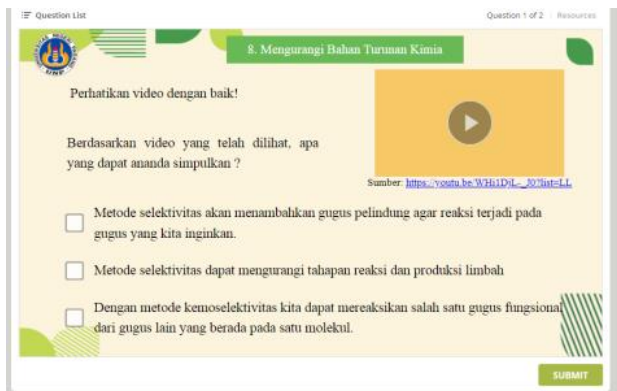 Question List
Question 1 of 2
Resources
UNP
8. Mengurangi Bahan Turunan Kimia
Perhatikan video dengan baik!
Berdasarkan video yang telah dilihat, apa
yang dapat ananda simpulkan ?
Sumber: https://youtu.be/WHi1DjL-_J0?list=LL
Metode selektivitas akan menambahkan gugus pelindung agar reaksi terjadi pada
gugus yang kita inginkan.
Metode selektivitas dapat mengurangi tahapan reaksi dan produksi limbah
Dengan metode kemoselektivitas kita dapat mereaksikan salah satu gugus fungsional
dari gugus lain yang berada pada satu molekul.
SUBMIT